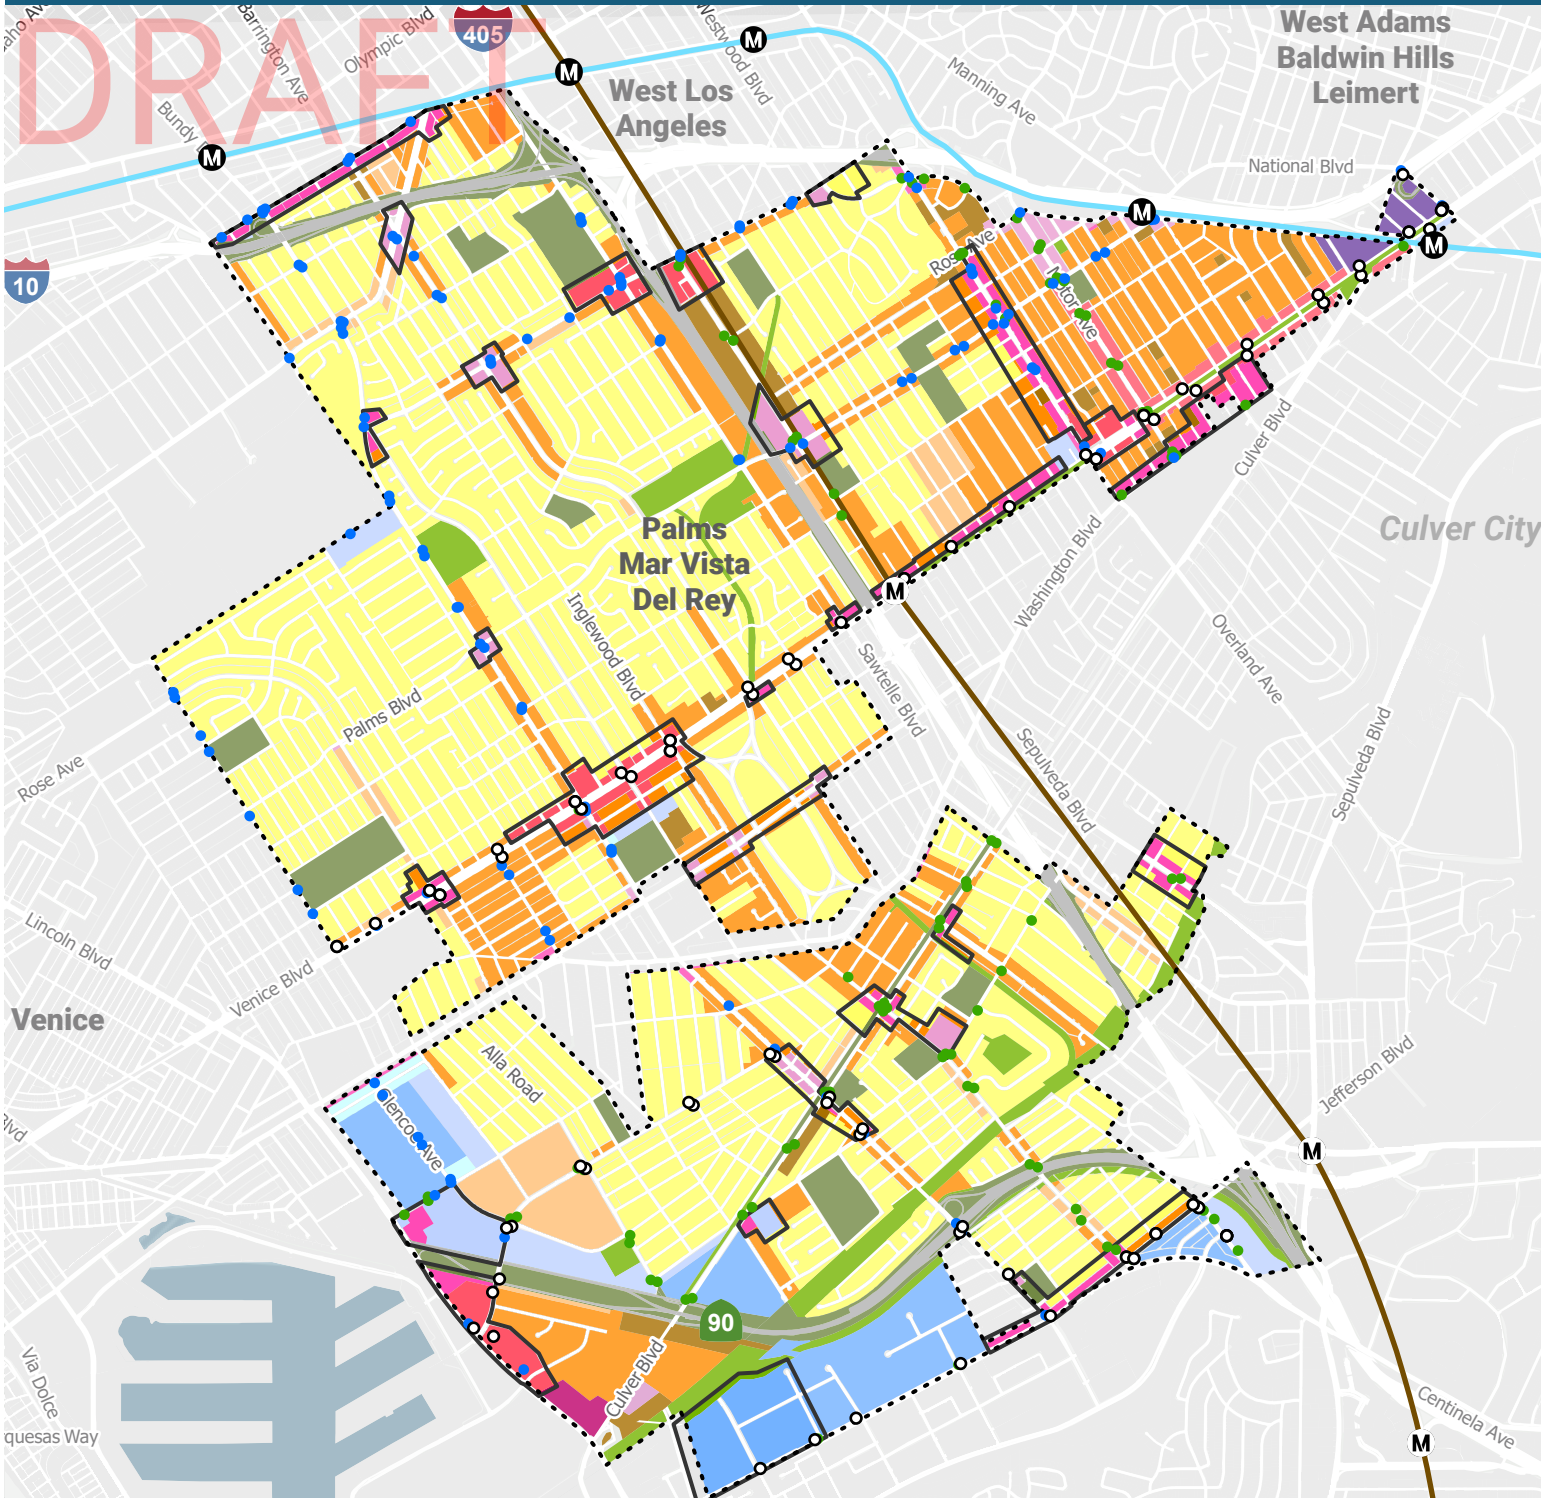 DRAFT
Barrington Ave
Olympic Blvd
405
Westwood Blvd
M
M
M
West Adams
Baldwin Hills
Leimert
West Los
Angeles
Manning Ave
National Blvd
M
M
10
Rose Ave
Motor Ave
Culver Blvd
Culver City
Palms
Mar Vista
Del Rey
M
Washington Blvd
Inglewood Blvd
Overland Ave
Sawtelle Blvd
Palms Blvd
Sepulveda Blvd
Sepulveda Blvd
Rose Ave
Lincoln Blvd
Venice Blvd
Venice
Alla Road
Glencoe Ave
Jefferson Blvd
M
Blvd
90
Culver Blvd
Via Dolce
quesas Way
Centinela Ave
M